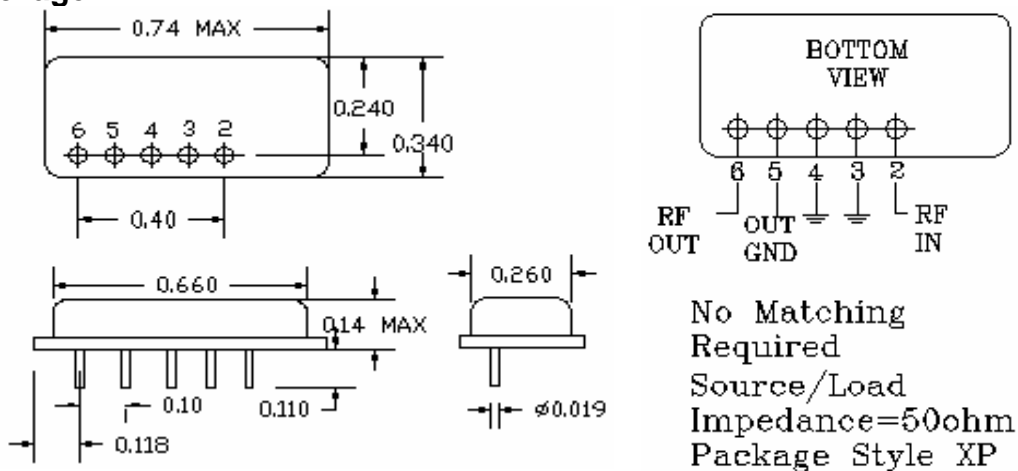 0.74 MAX
6 5 4 3 2
0.240
0.340
0.40
0.660
0.14 MAX
0.10
0.110
0.118
0.260
ø0.019
BOTTOM
VIEW
6 5 4 3 2
RF
OUT
OUT
GND
RF
IN
No Matching
Required
Source/Load
Impedance=50ohm
Package Style XP